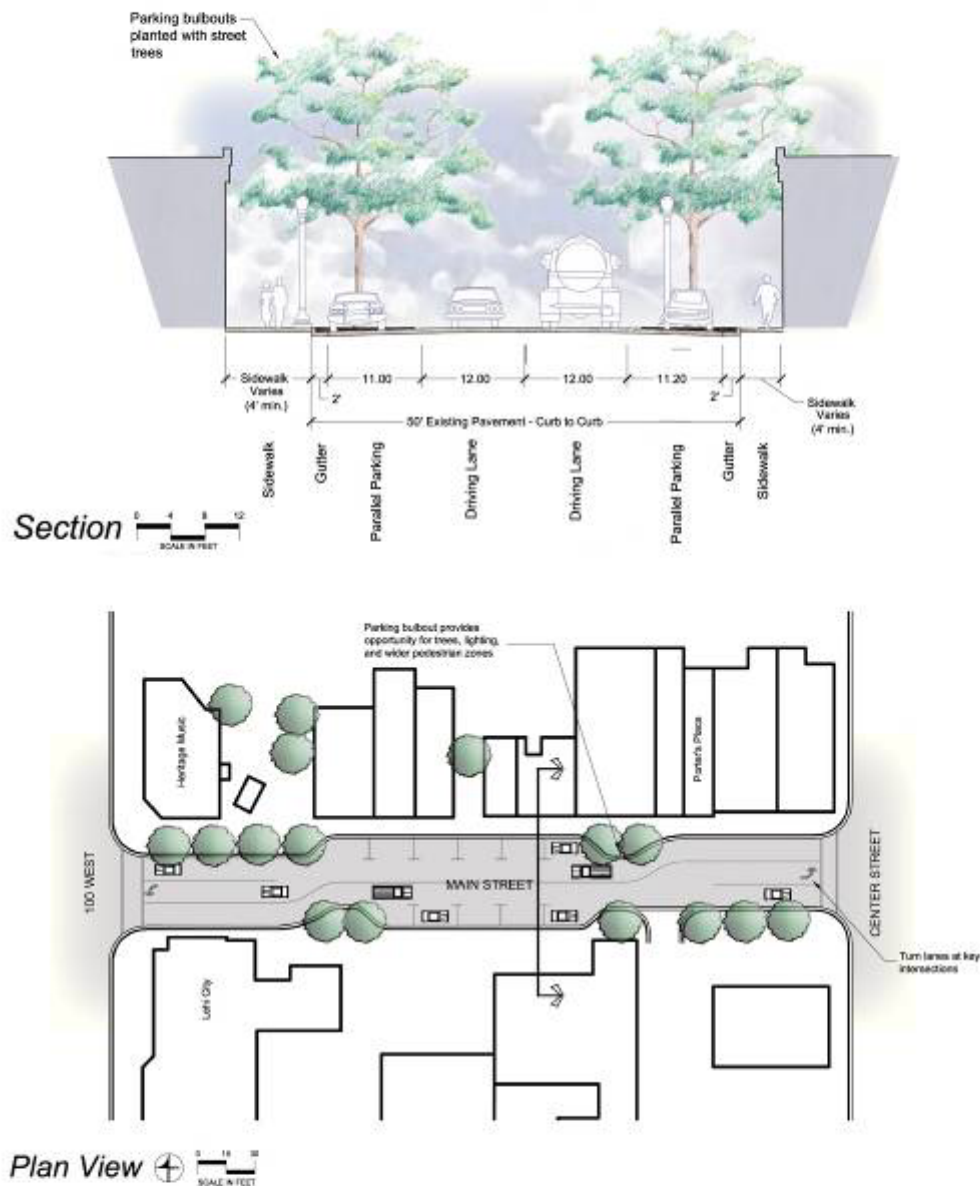 Parking bulbouts
planted with street
trees
Sidewalk
Varies
(4' min.)
2'
11.00
12.00
12.00
11.20
2'
Sidewalk
Varies
(4' min.)
50' Existing Pavement - Curb to Curb
Sidewalk
Gutter
Parallel Parking
Driving Lane
Driving Lane
Parallel Parking
Gutter
Sidewalk
Section
0 4 8 12
SCALE IN FEET
Parking bulbout provides
opportunity for trees, lighting,
and wider pedestrian zones
Heritage Music
Porter's Place
100 WEST
MAIN STREET
CENTER STREET
Turn lanes at key
intersections
Lehi City
Plan View
0 16 32
SCALE IN FEET